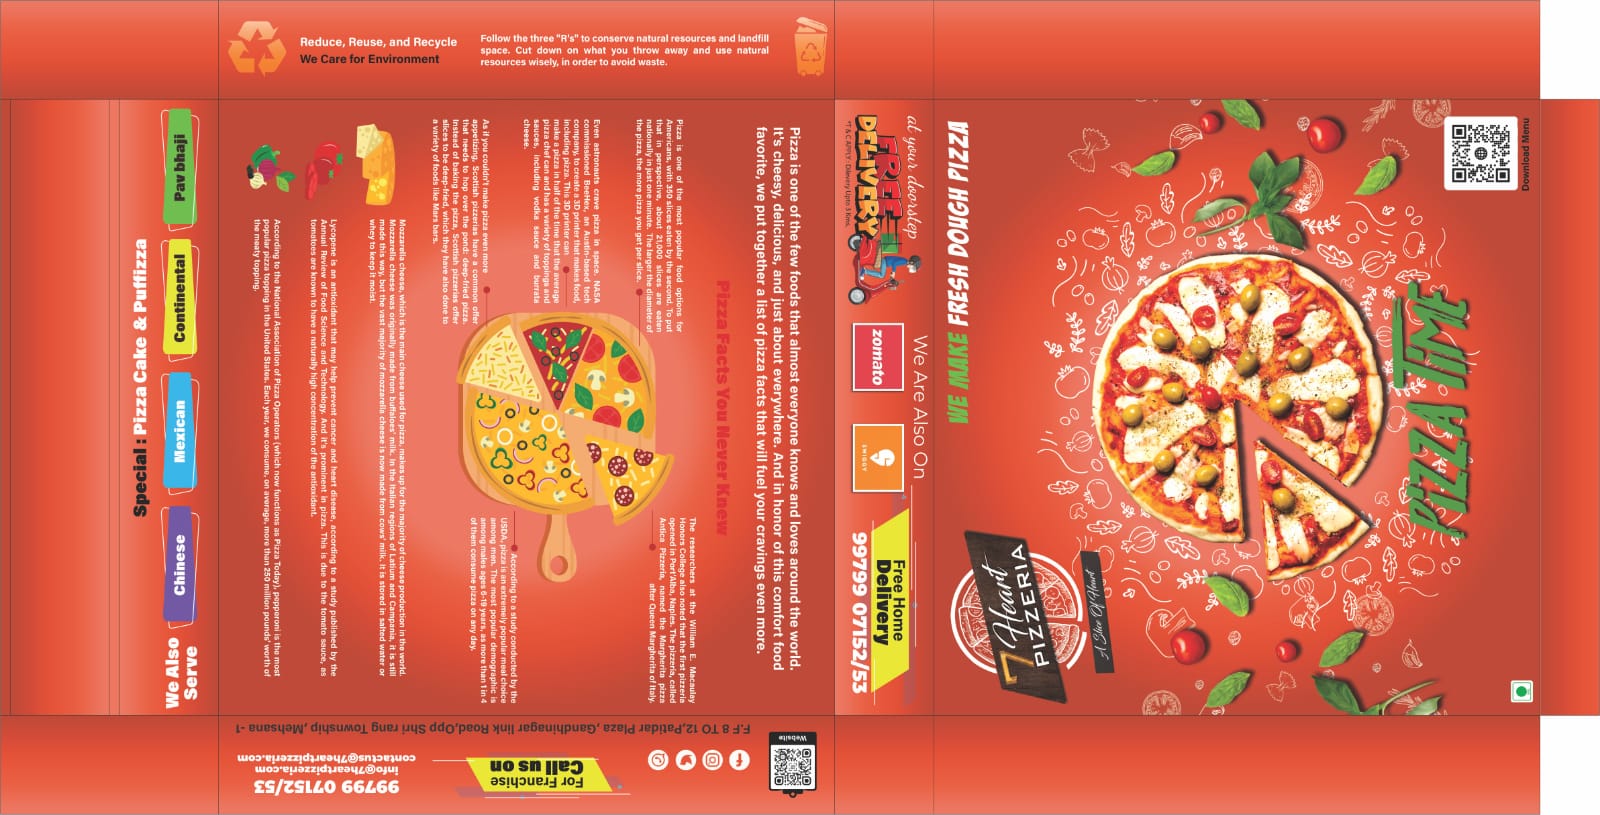 Reduce, Reuse, and Recycle
We Care for Environment
Follow the three "R's" to conserve natural resources and landfill
space. Cut down on what you throw away and use natural
resources wisely, in order to avoid waste.
Download Menu
PIZZA TIME
WE MAKE FRESH DOUGH PIZZA
7 Heart
PIZZERIA
A Slice Of Heart
at your doorstep
FREE
DELIVERY
*T & C APPLY - Dilevery Upto 3 Kms.
We Are Also On
zomato
SWIGGY
Free Home
Delivery
99799 07152/53
Pizza is one of the few foods that almost everyone knows and loves around the world.
It's cheesy, delicious, and just about everywhere. And in honor of this comfort food
favorite, we put together a list of pizza facts that will fuel your cravings even more.
Pizza Facts You Never Knew
Pizza is one of the most popular food options for
Americans, with 350 slices eaten by the second. To put
that in perspective, about 21,000 slices are eaten
nationally in just one minute. The larger the diameter of
the pizza, the more pizza you get per slice.
Even astronauts crave pizza in space. NASA
commissioned BeeHex, an Austin-based tech
company, to create a 3D printer that makes food,
including pizza. This 3D printer can
make a pizza in half of the time that the average
pizza chef can and has a variety of toppings and
sauces, including vodka sauce and burrata
cheese.
As if you couldn't make pizza even more
appetizing, Scottish pizzerias have a common offer
that needs to hop over the pond: deep-fried pizza.
Instead of baking the pizza, Scottish pizzerias offer
slices to be deep-fried, which they have also done to
a variety of foods like Mars bars.
The researchers at the William E. Macaulay
Honors College also noted that the first pizzeria
opened in Port'Alba, Naples. The pizzeria, called
Antica Pizzeria, named the Margherita pizza
after Queen Margherita of Italy.
According to a study conducted by the
USDA, pizza is an extremely popular meal choice
among men. The most popular demographic is
among males ages 6-19 years, as more than 1 in 4
of them consume pizza on any day.
Mozzarella cheese, which is the main cheese used for pizza, makes up for the majority of cheese production in the world.
Mozzarella cheese was originally made from buffaloes' milk. In the Italian regions of Latium and Campania, it is still
made this way, but the vast majority of mozzarella cheese is now made from cows' milk. It is stored in salted water or
whey to keep it moist.
Lycopene is an antioxidant that may help prevent cancer and heart disease, according to a study published by the
Annual Review of Food Science and Technology. And it's prominent in pizza. This is due to the tomato sauce, as
tomatoes are known to have a naturally high concentration of the antioxidant.
According to the National Association of Pizza Operators (which now functions as Pizza Today), pepperoni is the most
popular pizza topping in the United States. Each year, we consume, on average, more than 250 million pounds' worth of
the meaty topping.
Pav bhaji
Continental
Mexican
Chinese
We Also
Serve
Special : Pizza Cake & Puffizza
Website
For Franchise
Call us on
99799 07152/53
info@7heartpizzeria.com
contactus@7heartpizzeria.com
F.F 8 TO 12,Patidar Plaza ,Gandhinagar link Road,Opp Shri rang Township ,Mehsana -1